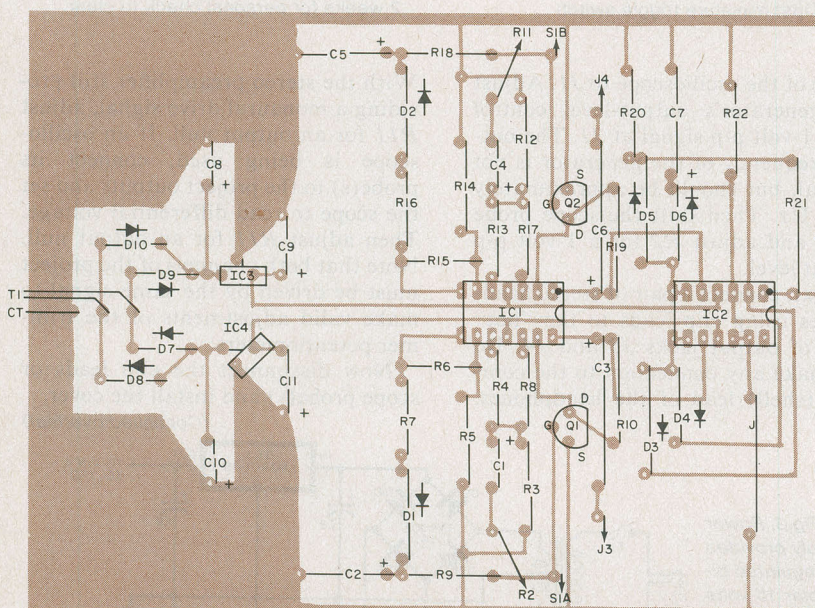 R11
S1B
C5
+
R18
J4
D2
R20
C7
R22
R12
C8
C4
+
R14
S
+
R16
G
Q2
D5
D6
R21
+
R13
R17
D
C6
D10
C9
R19
R15
D9
IC3
+
+
T1
IC1
IC2
CT
IC4
D7
+
R6
R4
R8
C3
D8
C11
D
R7
R5
G
Q1
R10
D4
J
+
+
S
D3
C10
C1
+
R3
D1
J3
C2
+
R9
R2
S1A